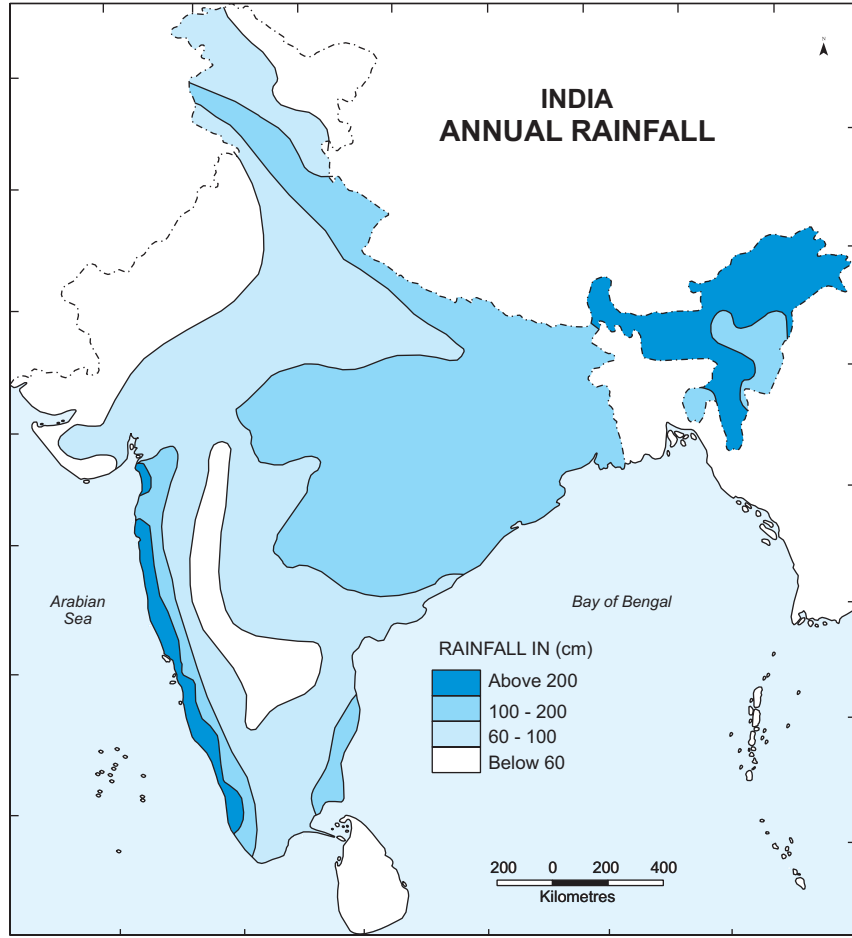 N
INDIA
ANNUAL RAINFALL
Arabian
Sea
Bay of Bengal
RAINFALL IN (cm)
Above 200
100 - 200
60 - 100
Below 60
200 0 200 400
Kilometres